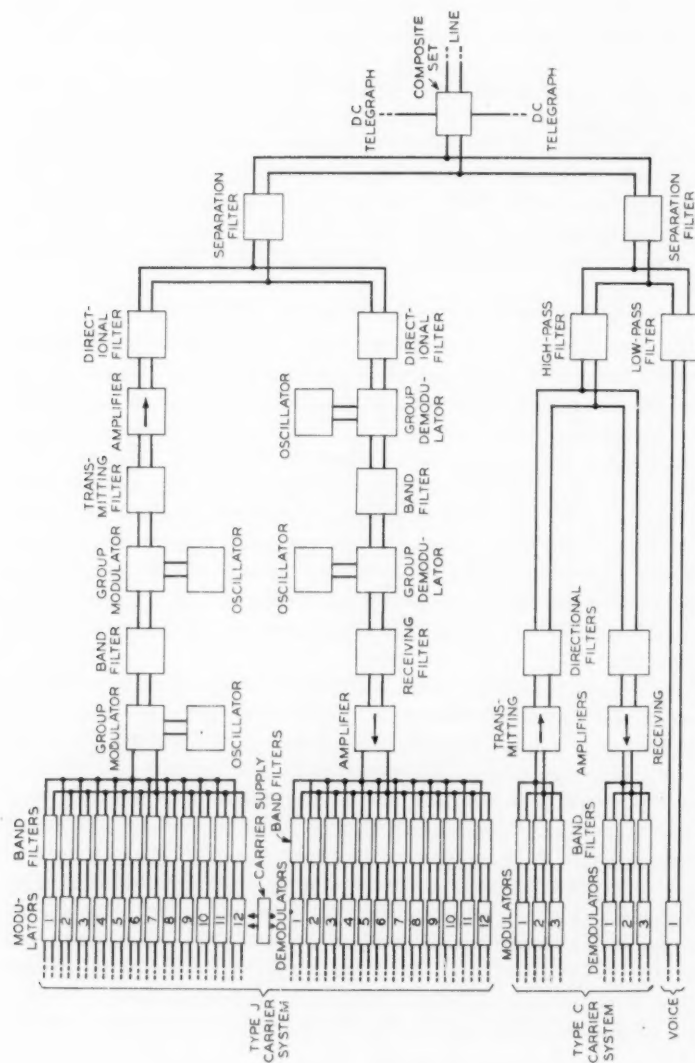 TYPE J
CARRIER
SYSTEM
MODU-
LATORS
1
2
3
4
5
6
7
8
9
10
11
12
BAND
FILTERS
GROUP
MODULATOR
OSCILLATOR
BAND
FILTER
GROUP
MODULATOR
OSCILLATOR
TRANS-
MITTING
FILTER
AMPLIFIER
DIRECT-
IONAL
FILTER
SEPARATION
FILTER
CARRIER SUPPLY
DEMODULATORS
1
2
3
4
5
6
7
8
9
10
11
12
BAND FILTERS
AMPLIFIER
RECEIVING
FILTER
OSCILLATOR
GROUP
DEMODU-
LATOR
BAND
FILTER
OSCILLATOR
GROUP
DEMODU-
LATOR
DIRECT-
IONAL
FILTER
DC
TELEGRAPH
COMPOSITE
SET
LINE
DC
TELEGRAPH
TYPE C
CARRIER
SYSTEM
MODULATORS
1
2
3
TRANS-
MITTING
DEMODULATORS
1
2
3
BAND
FILTERS
AMPLIFIERS
RECEIVING
DIRECTIONAL
FILTERS
HIGH-PASS
FILTER
LOW-PASS
FILTER
SEPARATION
FILTER
VOICE
1